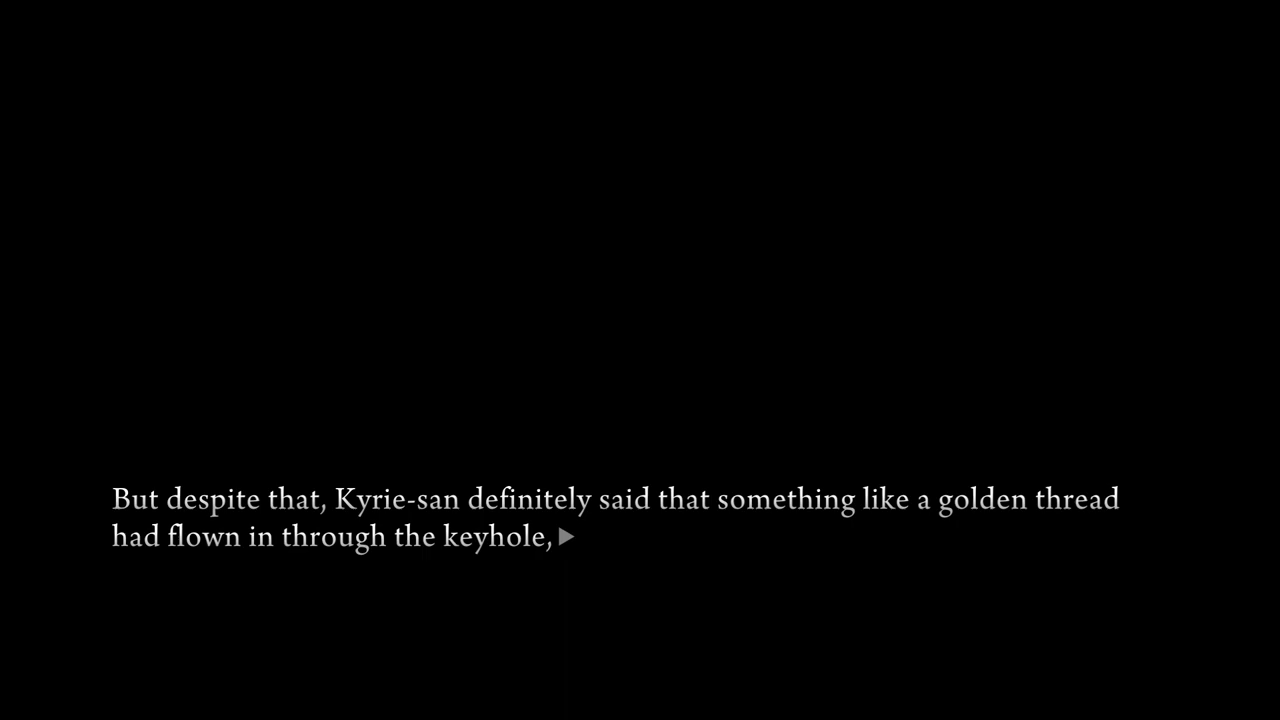 But despite that, Kyrie-san definitely said that something like a golden thread
had flown in through the keyhole,